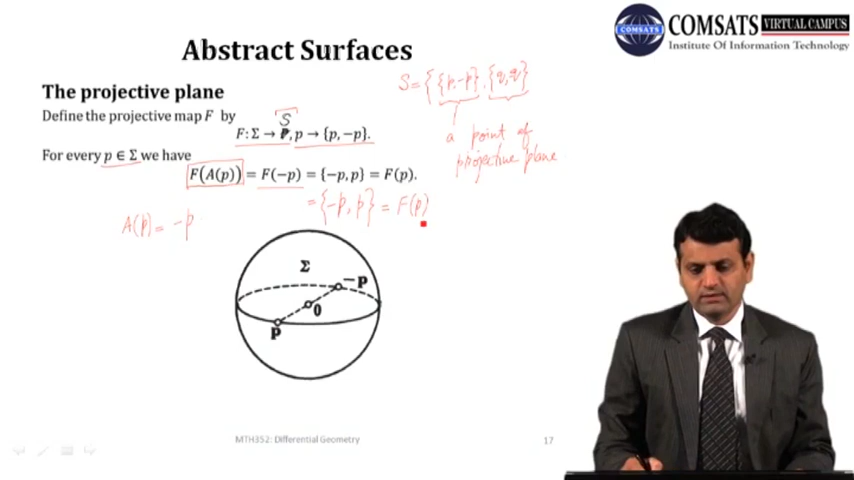 COMSATS VIRTUAL CAMPUS
Institute Of Information Technology
Abstract Surfaces
S = { {p,-p}, {q,q}
The projective plane
Define the projective map F by
S
F: Σ → P, p → {p, −p}.
a point of
projective plane
For every p ∈ Σ we have
F(A(p)) = F(−p) = {−p, p} = F(p).
= {-p, p} = F(p)
A(p) = -p
Σ
−P
0
P
MTH352: Differential Geometry
17